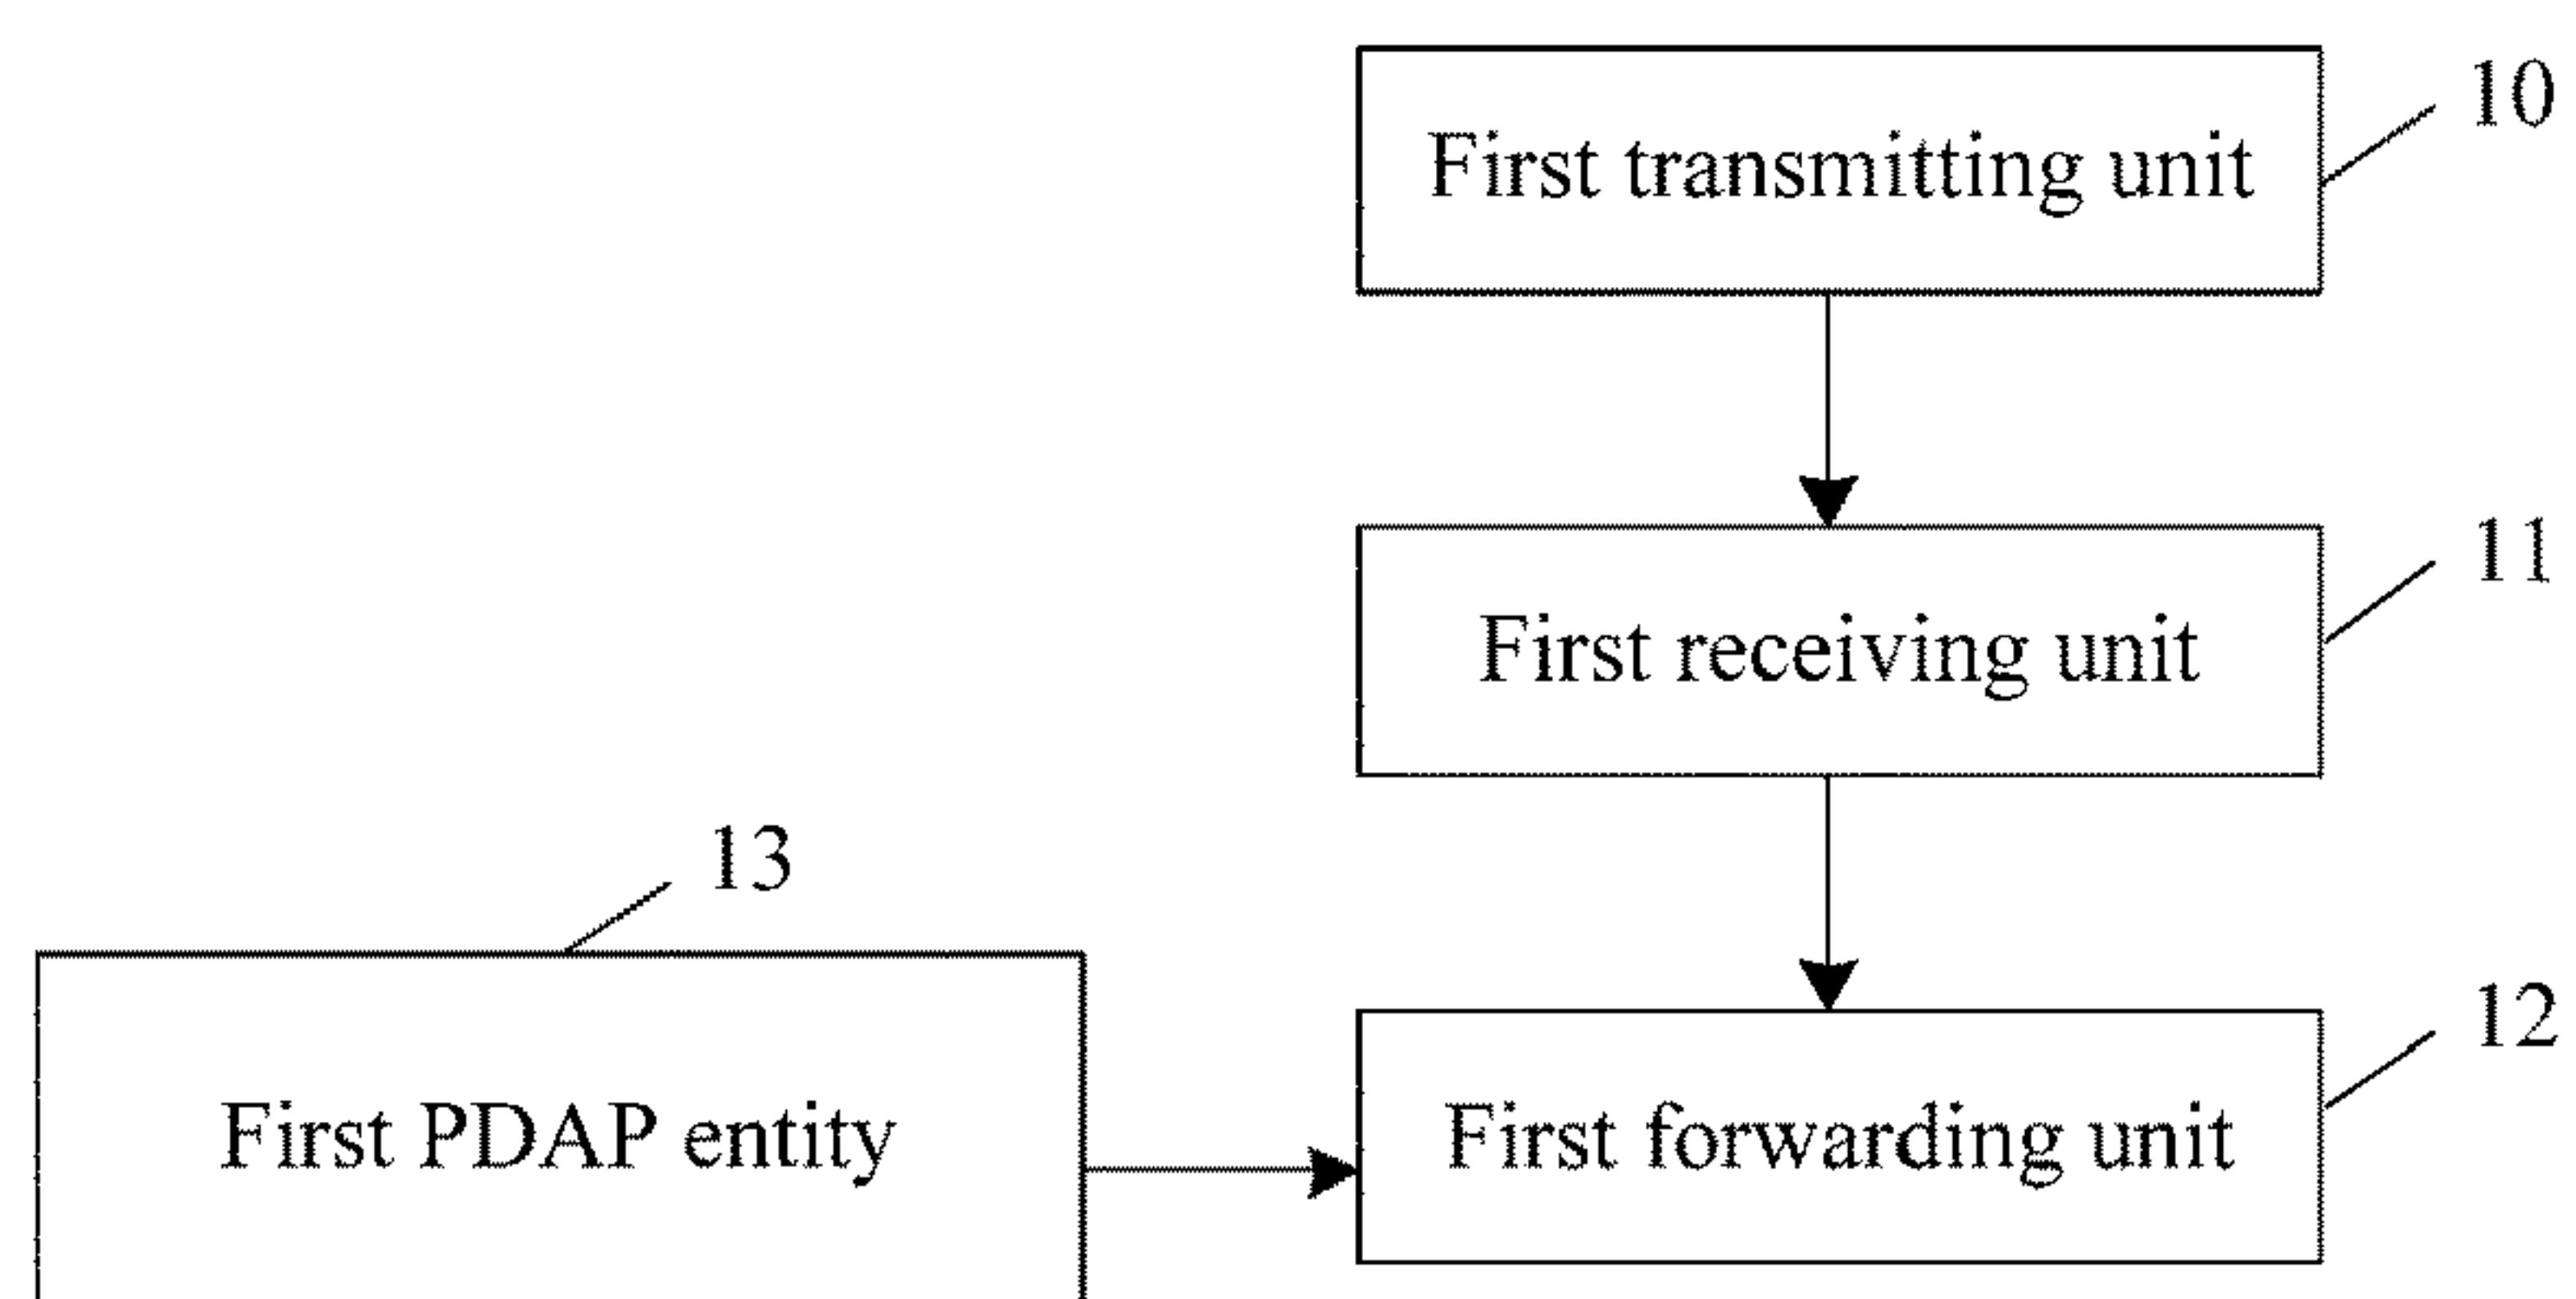 10
First transmitting unit
11
First receiving unit
13
12
First PDAP entity
First forwarding unit